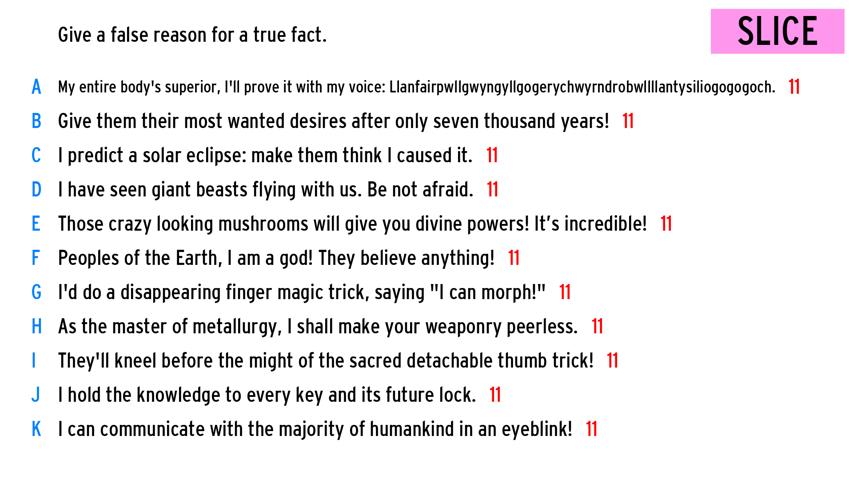 Give a false reason for a true fact.
SLICE
A My entire body's superior, I'll prove it with my voice: Llanfairpwllgwyngyllgogerychwyrndrobwllllantysiliogogogoch. 11
B Give them their most wanted desires after only seven thousand years! 11
C I predict a solar eclipse: make them think I caused it. 11
D I have seen giant beasts flying with us. Be not afraid. 11
E Those crazy looking mushrooms will give you divine powers! It’s incredible! 11
F Peoples of the Earth, I am a god! They believe anything! 11
G I'd do a disappearing finger magic trick, saying "I can morph!" 11
H As the master of metallurgy, I shall make your weaponry peerless. 11
I They'll kneel before the might of the sacred detachable thumb trick! 11
J I hold the knowledge to every key and its future lock. 11
K I can communicate with the majority of humankind in an eyeblink! 11